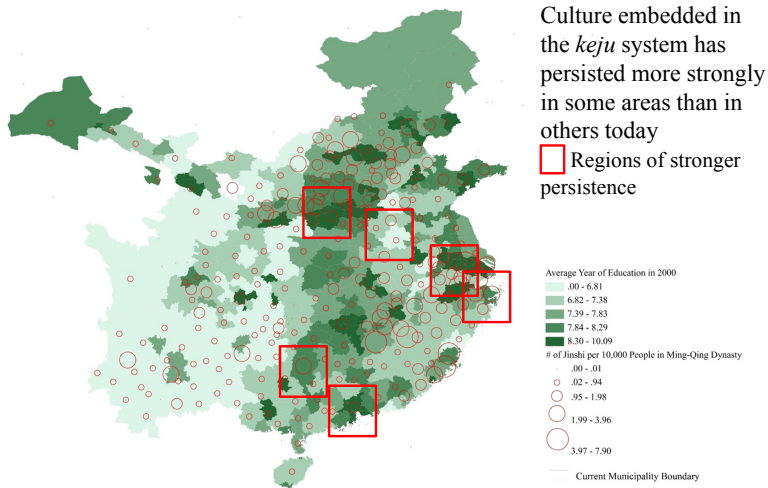 Culture embedded in
the keju system has
persisted more strongly
in some areas than in
others today
Regions of stronger
persistence
Average Year of Education in 2000
.00 - 6.81
6.82 - 7.38
7.39 - 7.83
7.84 - 8.29
8.30 - 10.09
# of Jinshi per 10,000 People in Ming-Qing Dynasty
.00 - .01
.02 - .94
.95 - 1.98
1.99 - 3.96
3.97 - 7.90
Current Municipality Boundary